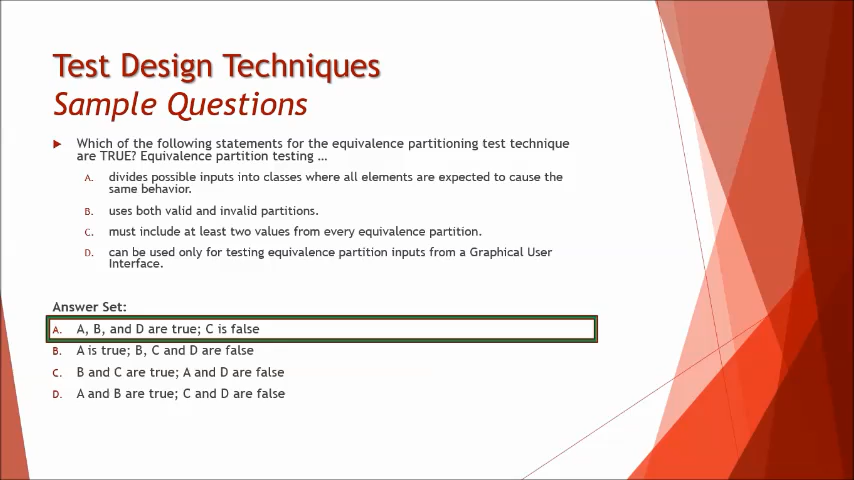 Test Design Techniques
Sample Questions
Which of the following statements for the equivalence partitioning test technique
are TRUE? Equivalence partition testing …
A. divides possible inputs into classes where all elements are expected to cause the
same behavior.
B. uses both valid and invalid partitions.
C. must include at least two values from every equivalence partition.
D. can be used only for testing equivalence partition inputs from a Graphical User
Interface.
Answer Set:
A. A, B, and D are true; C is false
B. A is true; B, C and D are false
C. B and C are true; A and D are false
D. A and B are true; C and D are false